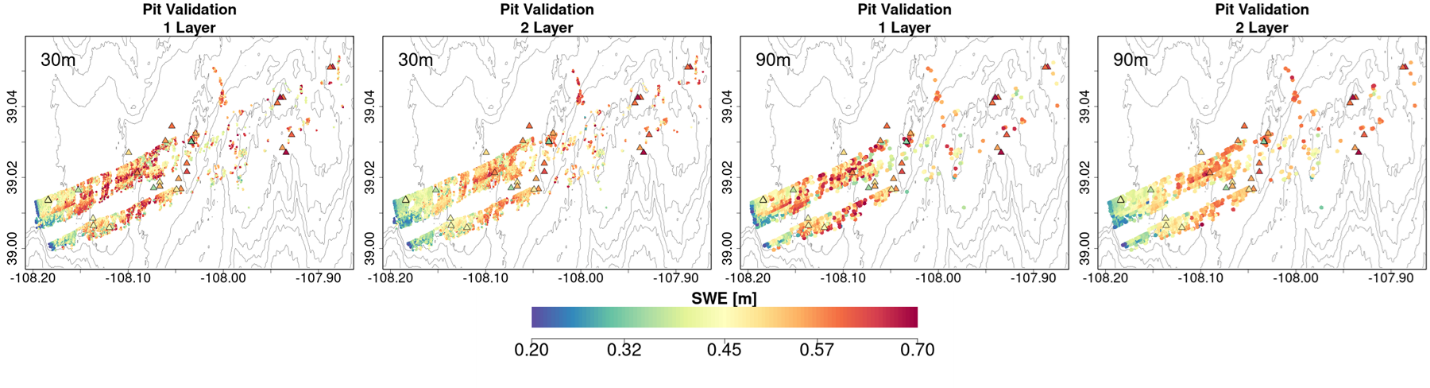 Pit Validation
1 Layer
Pit Validation
2 Layer
Pit Validation
1 Layer
Pit Validation
2 Layer
30m
30m
90m
90m
39.04
39.02
39.00
39.04
39.02
39.00
39.04
39.02
39.00
39.04
39.02
39.00
-108.20 -108.10 -108.00 -107.90
-108.20 -108.10 -108.00 -107.90
-108.20 -108.10 -108.00 -107.90
-108.20 -108.10 -108.00 -107.90
SWE [m]
0.20 0.32 0.45 0.57 0.70